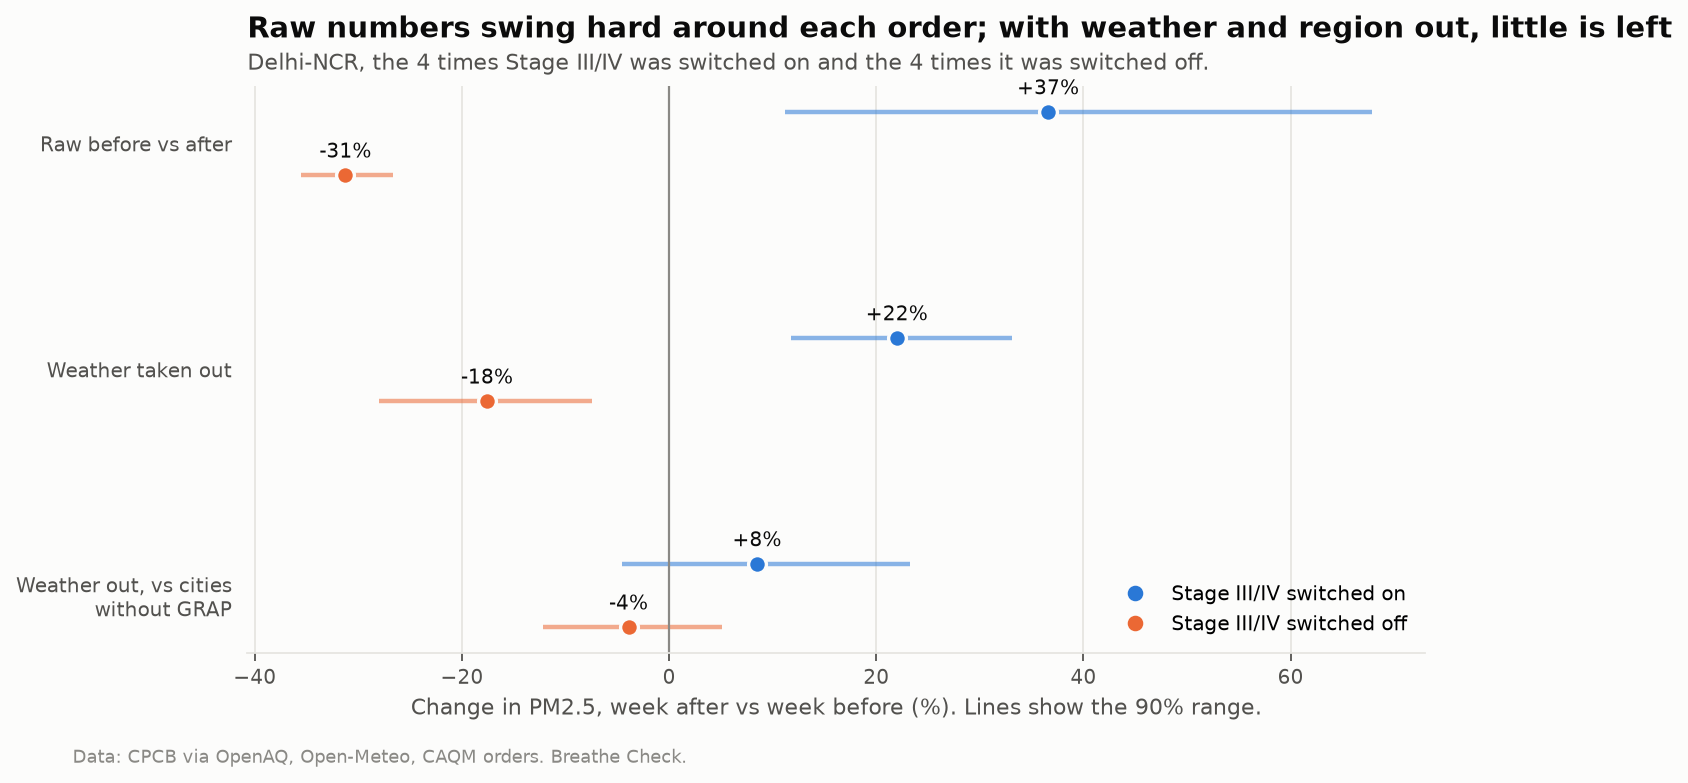 Raw numbers swing hard around each order; with weather and region out, little is left
Delhi-NCR, the 4 times Stage III/IV was switched on and the 4 times it was switched off.
+37%
Raw before vs after
-31%
+22%
Weather taken out
-18%
+8%
Weather out, vs cities
without GRAP
-4%
Stage III/IV switched on
Stage III/IV switched off
−40 −20 0 20 40 60
Change in PM2.5, week after vs week before (%). Lines show the 90% range.
Data: CPCB via OpenAQ, Open-Meteo, CAQM orders. Breathe Check.